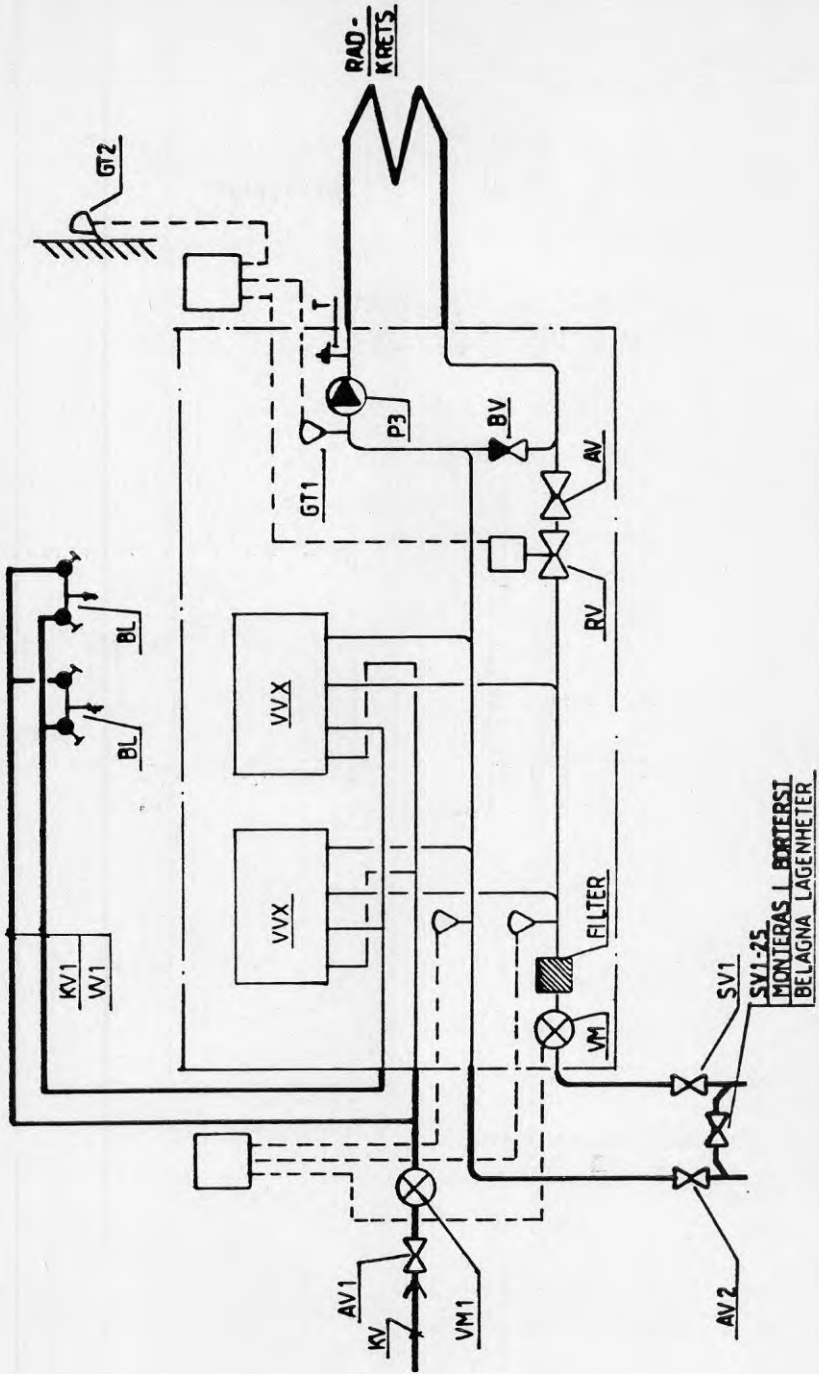 RAD-
KRETS
GT2
T
P3
GT1
BV
AV
RV
BL
BL
VVX
VVX
KV1
VV1
FILTER
VM
SV1
SV1-25
MONTERAS I BORTERST
BELAGNA LAGENHETER
AV1
KV
VM1
AV2